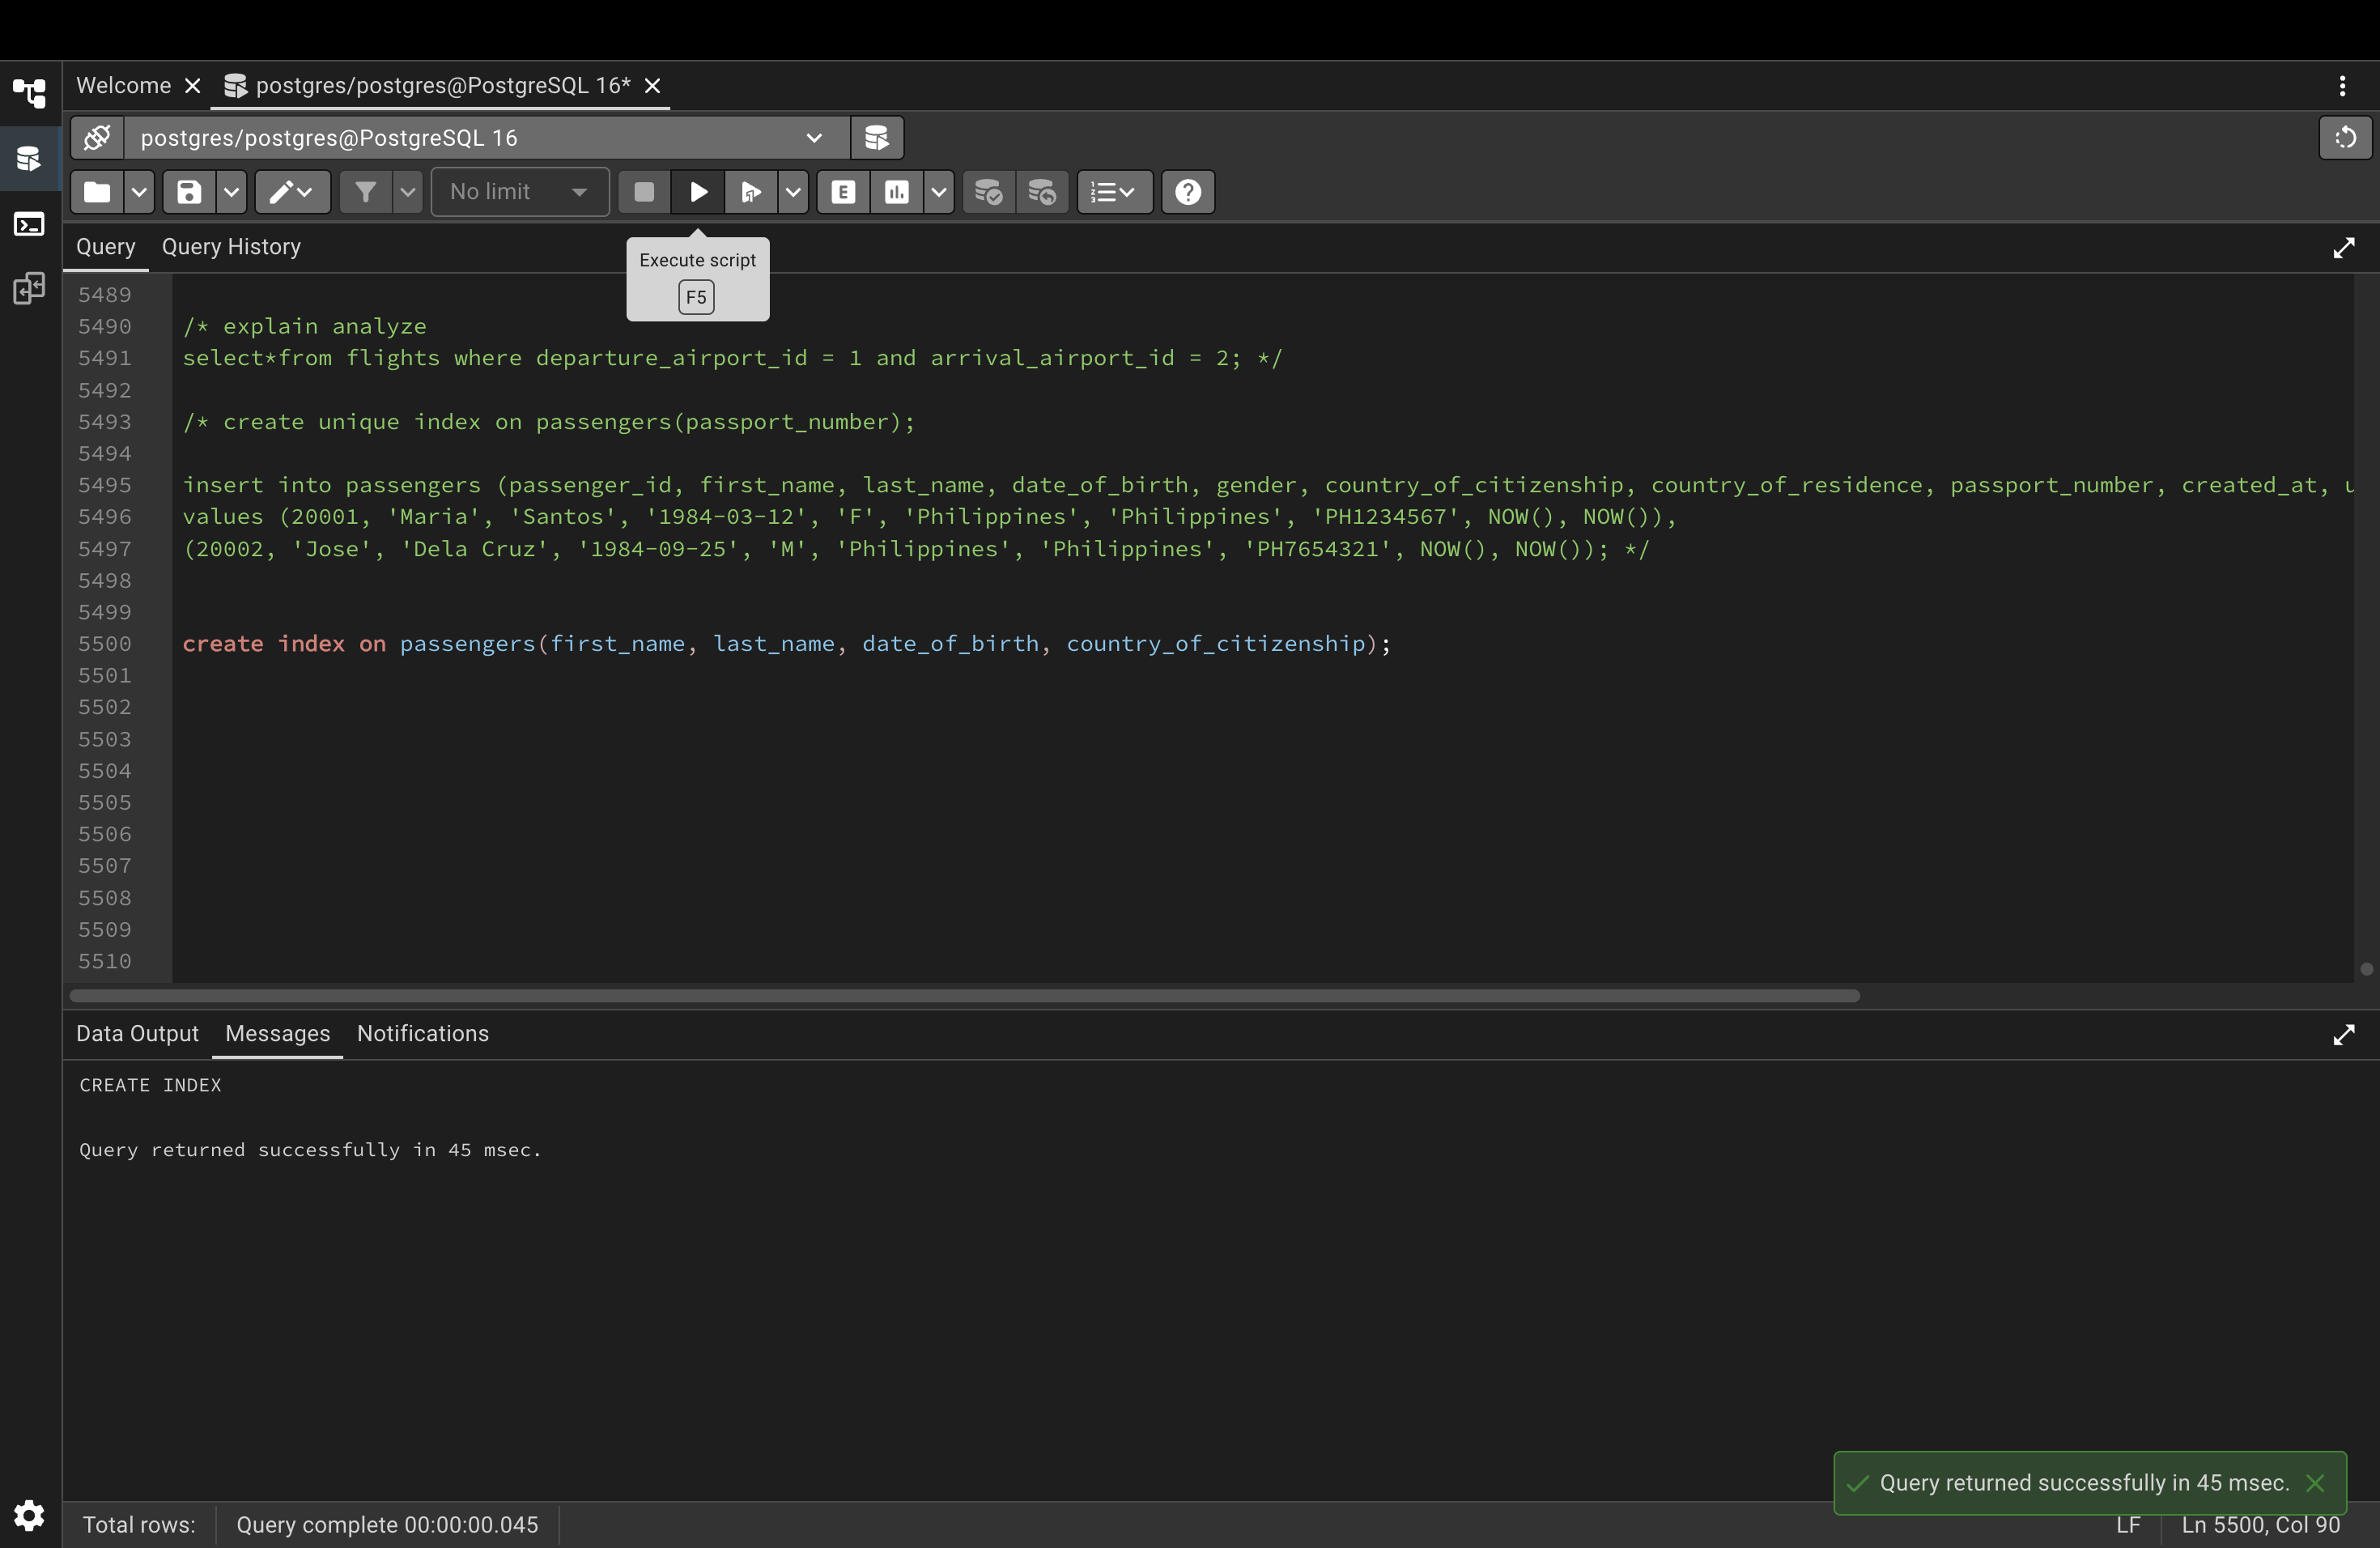 Welcome
postgres/postgres@PostgreSQL 16*
postgres/postgres@PostgreSQL 16
No limit
E
Query
Query History
Execute script
F5
5489
5490 /* explain analyze
5491 select*from flights where departure_airport_id = 1 and arrival_airport_id = 2; */
5492
5493 /* create unique index on passengers(passport_number);
5494
5495 insert into passengers (passenger_id, first_name, last_name, date_of_birth, gender, country_of_citizenship, country_of_residence, passport_number, created_at, u
5496 values (20001, 'Maria', 'Santos', '1984-03-12', 'F', 'Philippines', 'Philippines', 'PH1234567', NOW(), NOW()),
5497 (20002, 'Jose', 'Dela Cruz', '1984-09-25', 'M', 'Philippines', 'Philippines', 'PH7654321', NOW(), NOW()); */
5498
5499
5500 create index on passengers(first_name, last_name, date_of_birth, country_of_citizenship);
5501
5502
5503
5504
5505
5506
5507
5508
5509
5510
Data Output
Messages
Notifications
CREATE INDEX
Query returned successfully in 45 msec.
Query returned successfully in 45 msec.
Total rows:
Query complete 00:00:00.045
LF
Ln 5500, Col 90